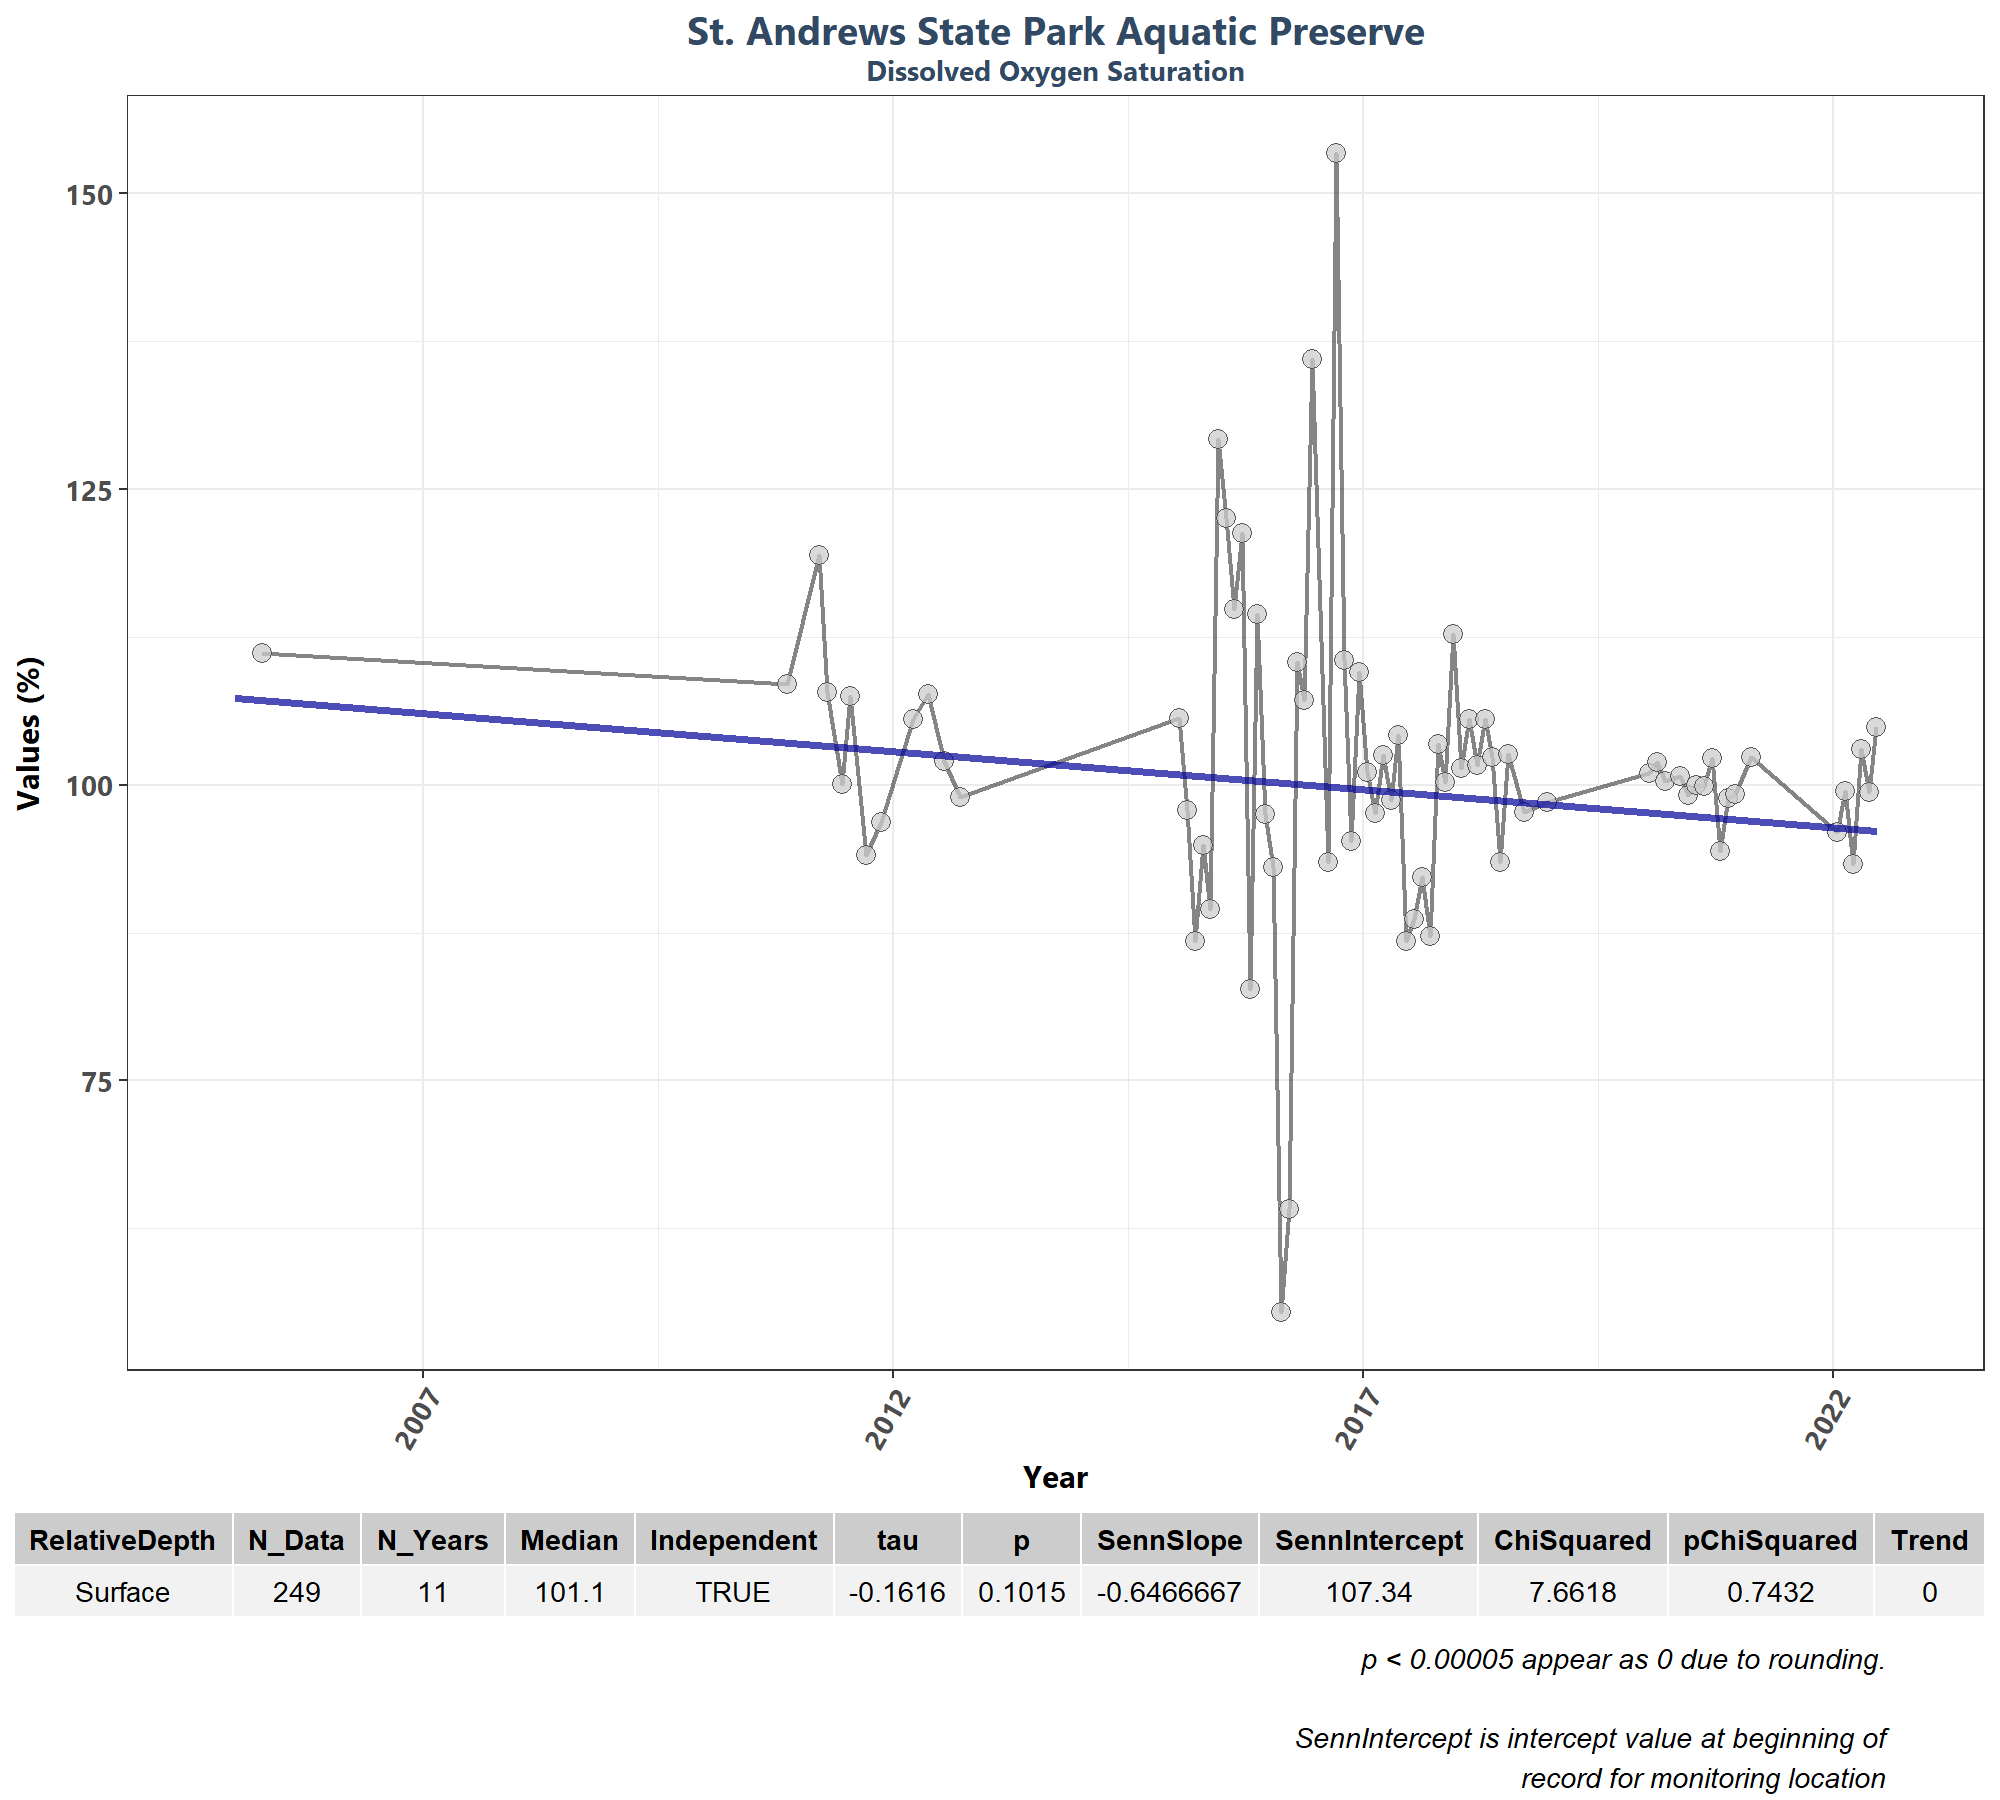 St. Andrews State Park Aquatic Preserve
Dissolved Oxygen Saturation
Values (%)
150
125
100
75
2007
2012
2017
2022
Year
RelativeDepth N_Data N_Years Median Independent tau p SennSlope SennIntercept ChiSquared pChiSquared Trend
Surface 249 11 101.1 TRUE -0.1616 0.1015 -0.6466667 107.34 7.6618 0.7432 0
p < 0.00005 appear as 0 due to rounding.
SennIntercept is intercept value at beginning of
record for monitoring location